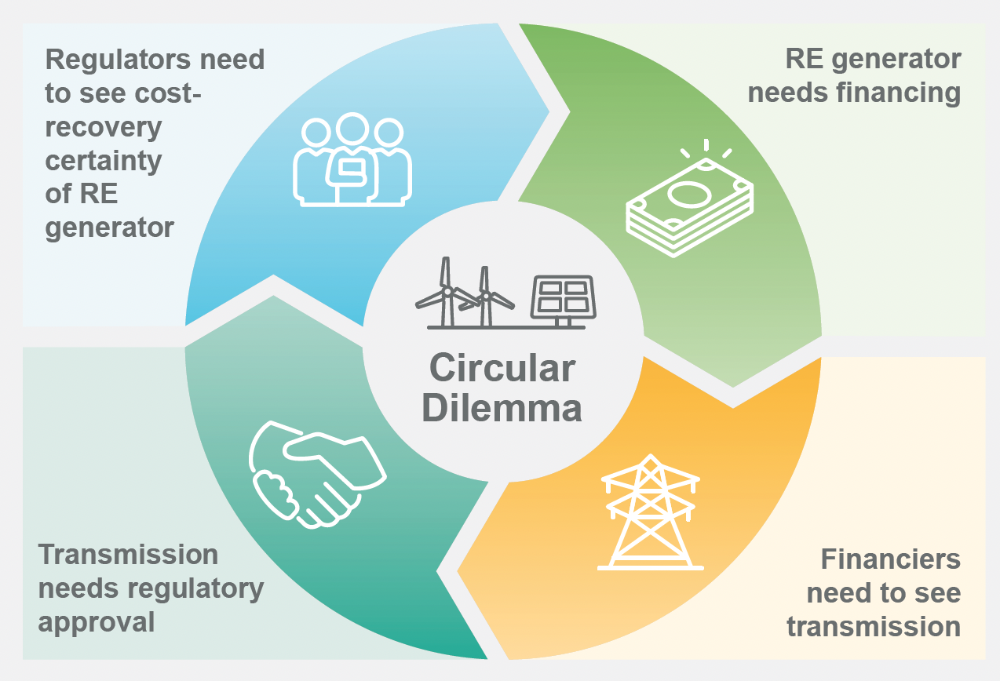 Regulators need
to see cost-
recovery
certainty
of RE
generator
RE generator
needs financing
Circular
Dilemma
Transmission
needs regulatory
approval
Financiers
need to see
transmission